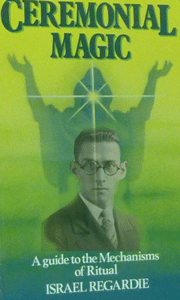 CEREMONIAL
MAGIC
A guide to the Mechanisms
of Ritual
ISRAEL REGARDIE